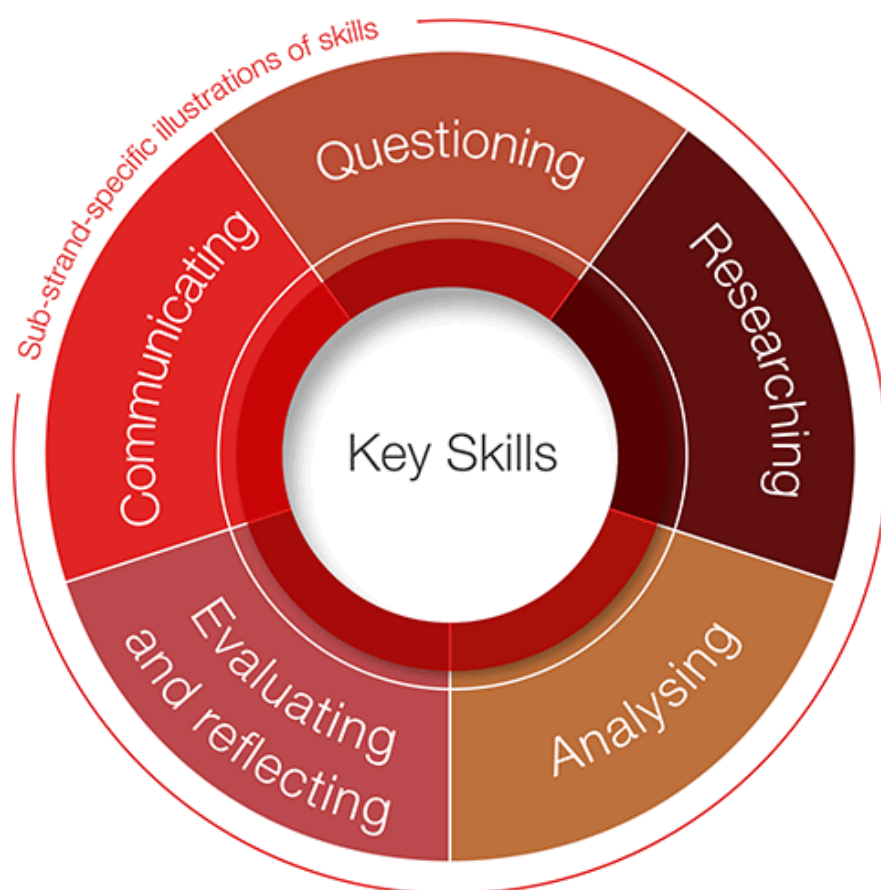 Sub-strand-specific illustrations of skills
Questioning
Researching
Analysing
Evaluating
and reflecting
Communicating
Key Skills